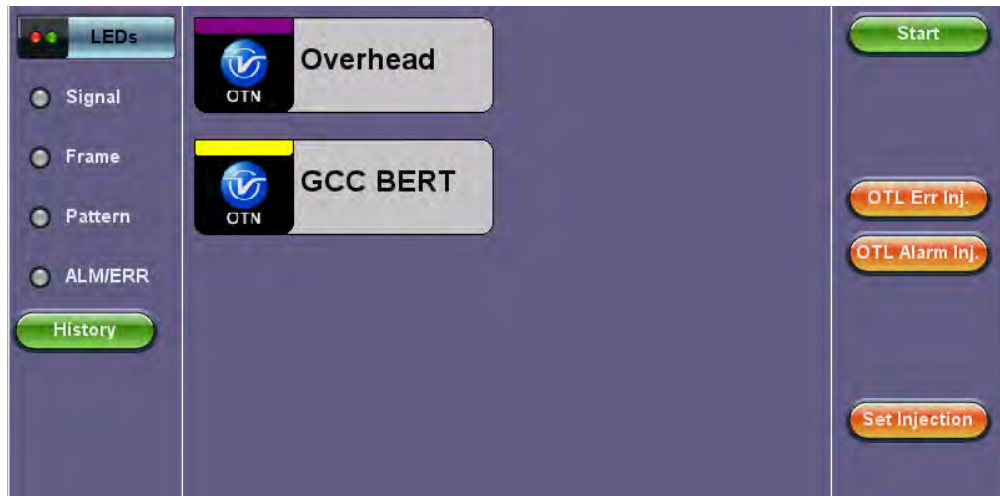 LEDs
Signal
Frame
Pattern
ALM/ERR
History
Overhead
OTN
GCC BERT
OTN
Start
OTL Err Inj.
OTL Alarm Inj.
Set Injection